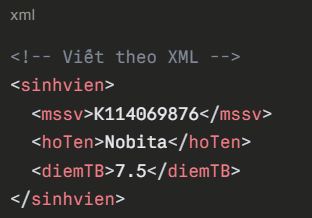 xml
<!-- Viết theo XML -->
<sinhvien>
  <mssv>K114069876</mssv>
  <hoTen>Nobita</hoTen>
  <diemTB>7.5</diemTB>
</sinhvien>